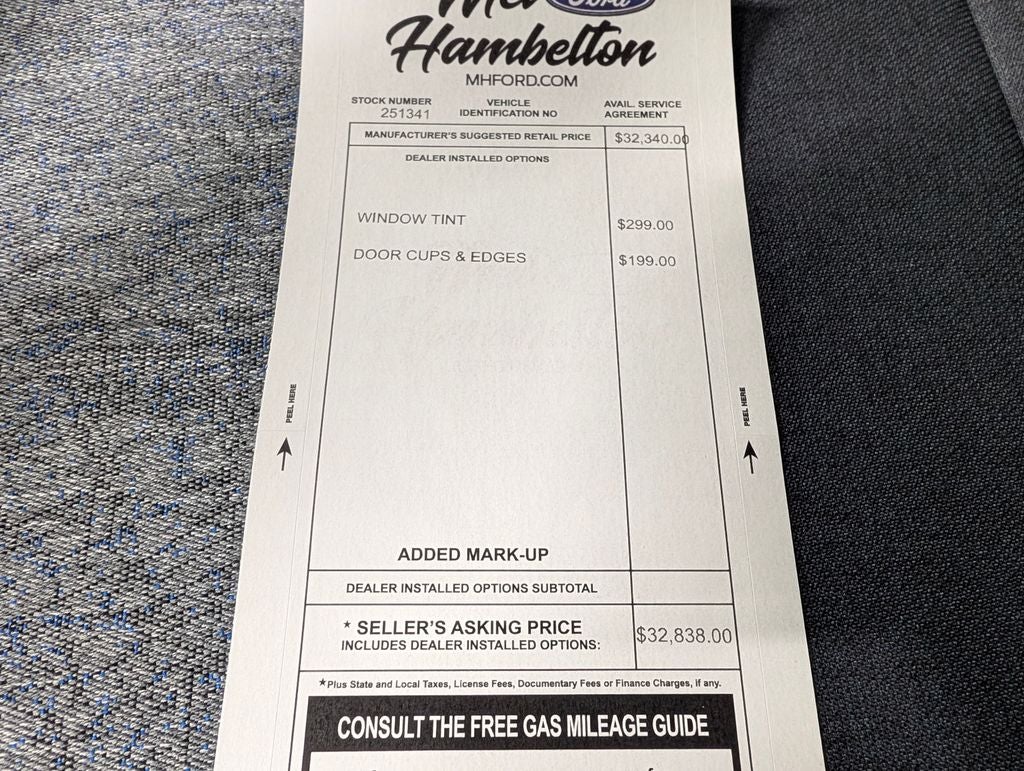 Mel Ford
Hambelton
MHFORD.COM
STOCK NUMBER
251341
VEHICLE
IDENTIFICATION NO
AVAIL. SERVICE
AGREEMENT
MANUFACTURER'S SUGGESTED RETAIL PRICE $32,340.00
DEALER INSTALLED OPTIONS
WINDOW TINT $299.00
DOOR CUPS & EDGES $199.00
PEEL HERE
PEEL HERE
ADDED MARK-UP
DEALER INSTALLED OPTIONS SUBTOTAL
* SELLER'S ASKING PRICE
INCLUDES DEALER INSTALLED OPTIONS:
$32,838.00
*Plus State and Local Taxes, License Fees, Documentary Fees or Finance Charges, if any.
CONSULT THE FREE GAS MILEAGE GUIDE